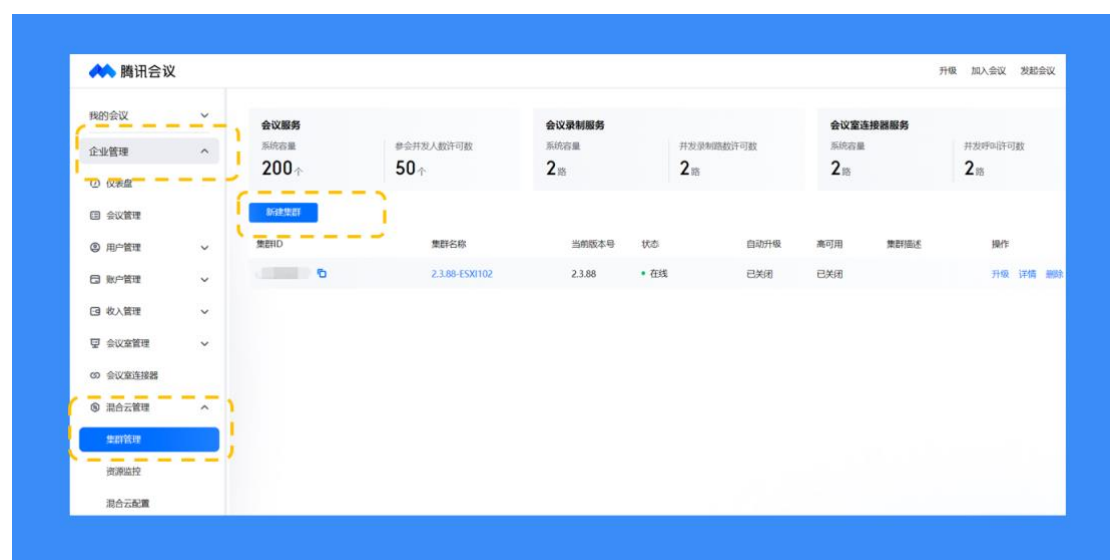 腾讯会议
升级 加入会议 发起会议
我的会议
企业管理
仪表盘
会议管理
用户管理
账户管理
收入管理
会议室管理
会议室连接器
混合云管理
集群管理
资源监控
混合云配置
会议服务 会议录制服务 会议室连接器服务
系统容量 参会并发人数许可数 系统容量 并发录制路数许可数 系统容量 并发呼叫许可数
200个 50个 2路 2路 2路 2路
新建集群
集群ID 集群名称 当前版本号 状态 自动升级 高可用 集群描述 操作
2.3.88-ESXI102 2.3.88 在线 已关闭 已关闭 升级 详情 删除